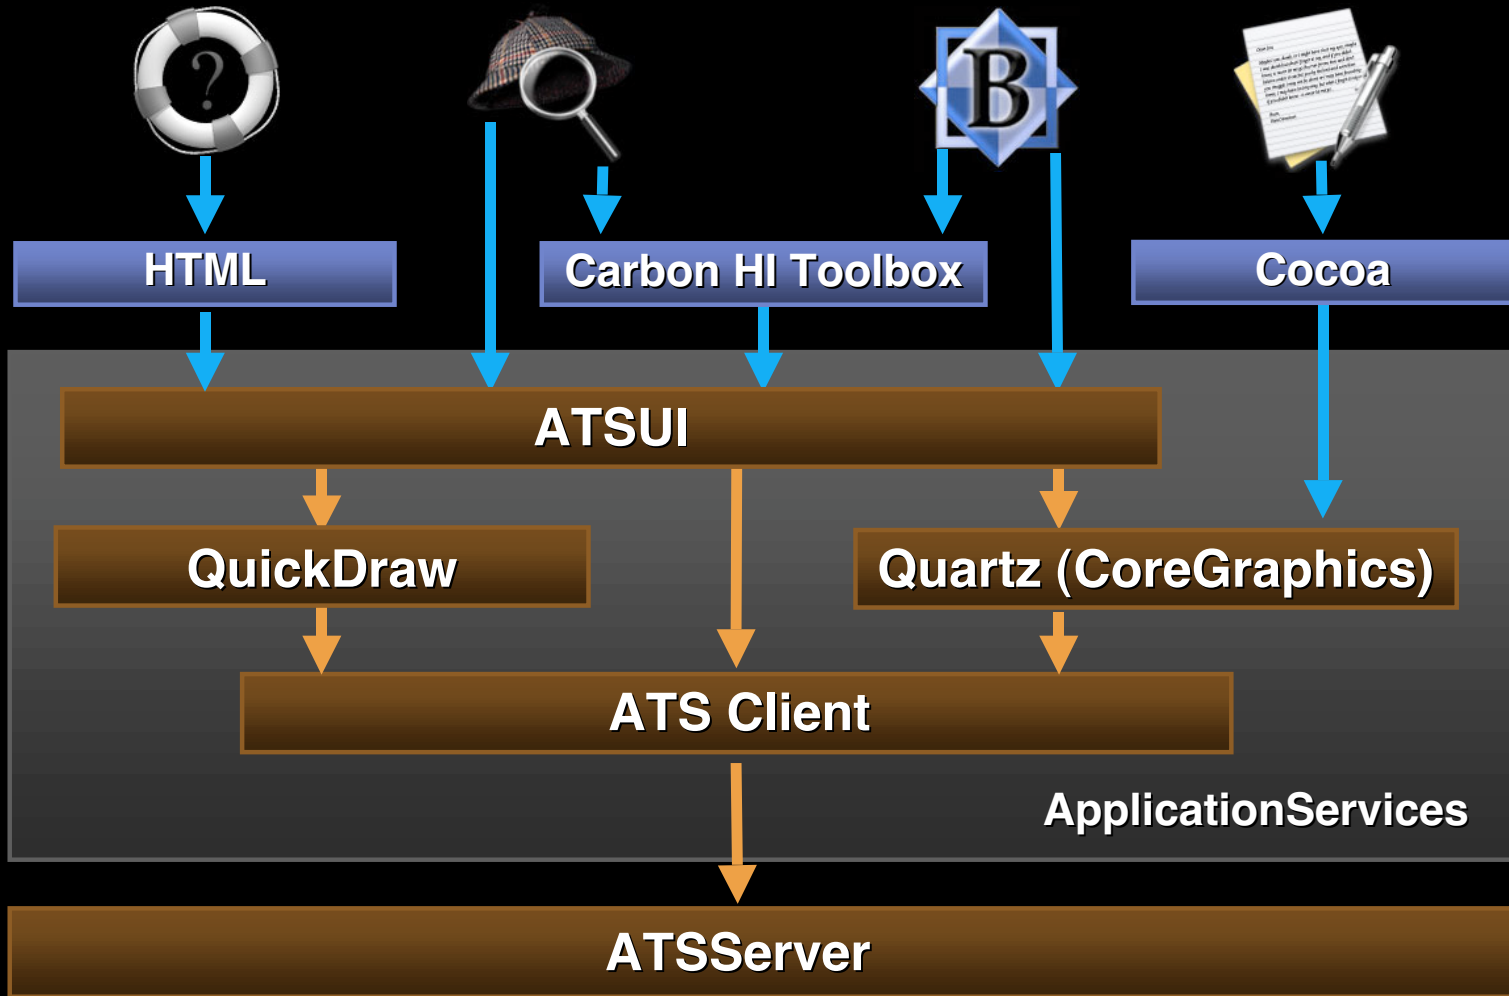 ?
B
HTML
Carbon HI Toolbox
Cocoa
ATSUI
QuickDraw
Quartz (CoreGraphics)
ATS Client
ApplicationServices
ATSServer